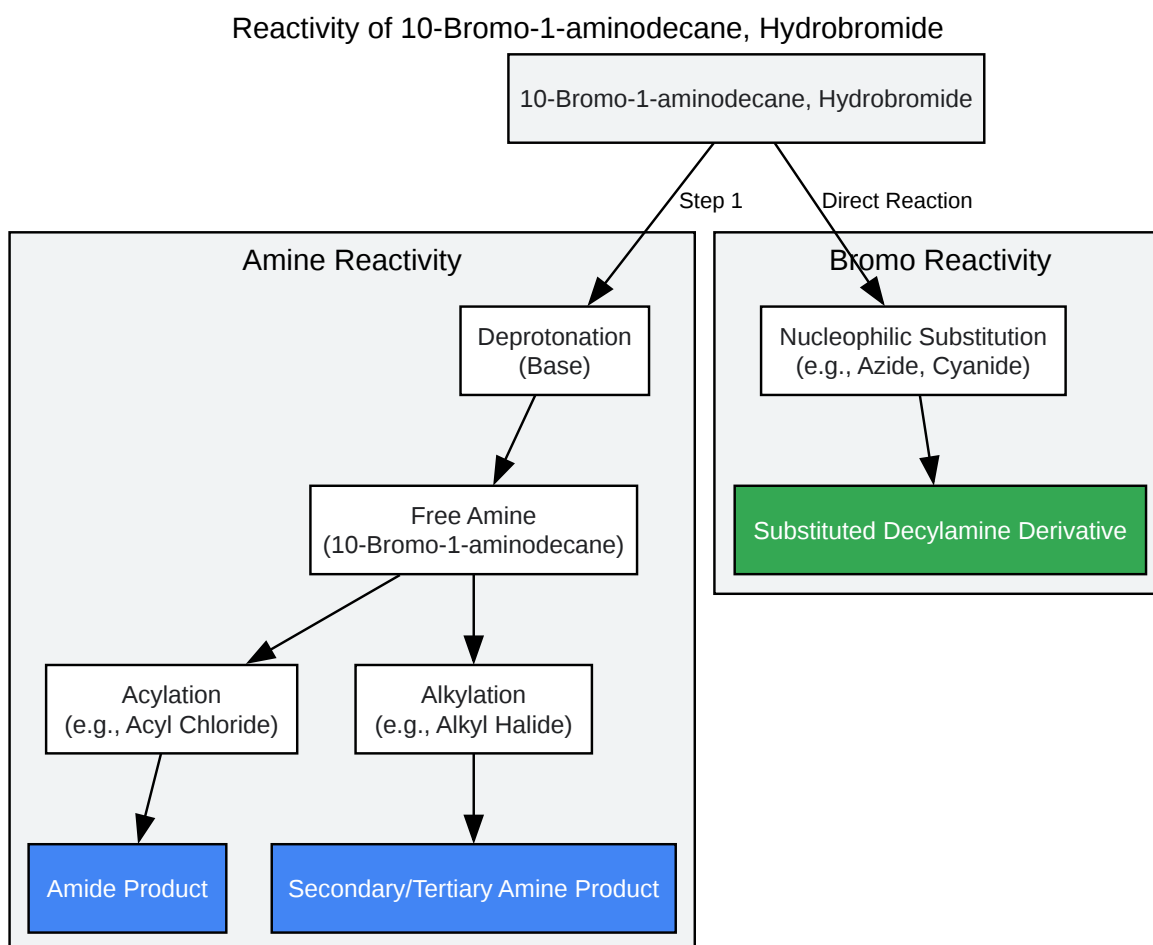 Reactivity of 10-Bromo-1-aminodecane, Hydrobromide
10-Bromo-1-aminodecane, Hydrobromide
Step 1
Direct Reaction
Amine Reactivity
Bromo Reactivity
Deprotonation
(Base)
Nucleophilic Substitution
(e.g., Azide, Cyanide)
Free Amine
(10-Bromo-1-aminodecane)
Substituted Decylamine Derivative
Acylation
(e.g., Acyl Chloride)
Alkylation
(e.g., Alkyl Halide)
Amide Product
Secondary/Tertiary Amine Product